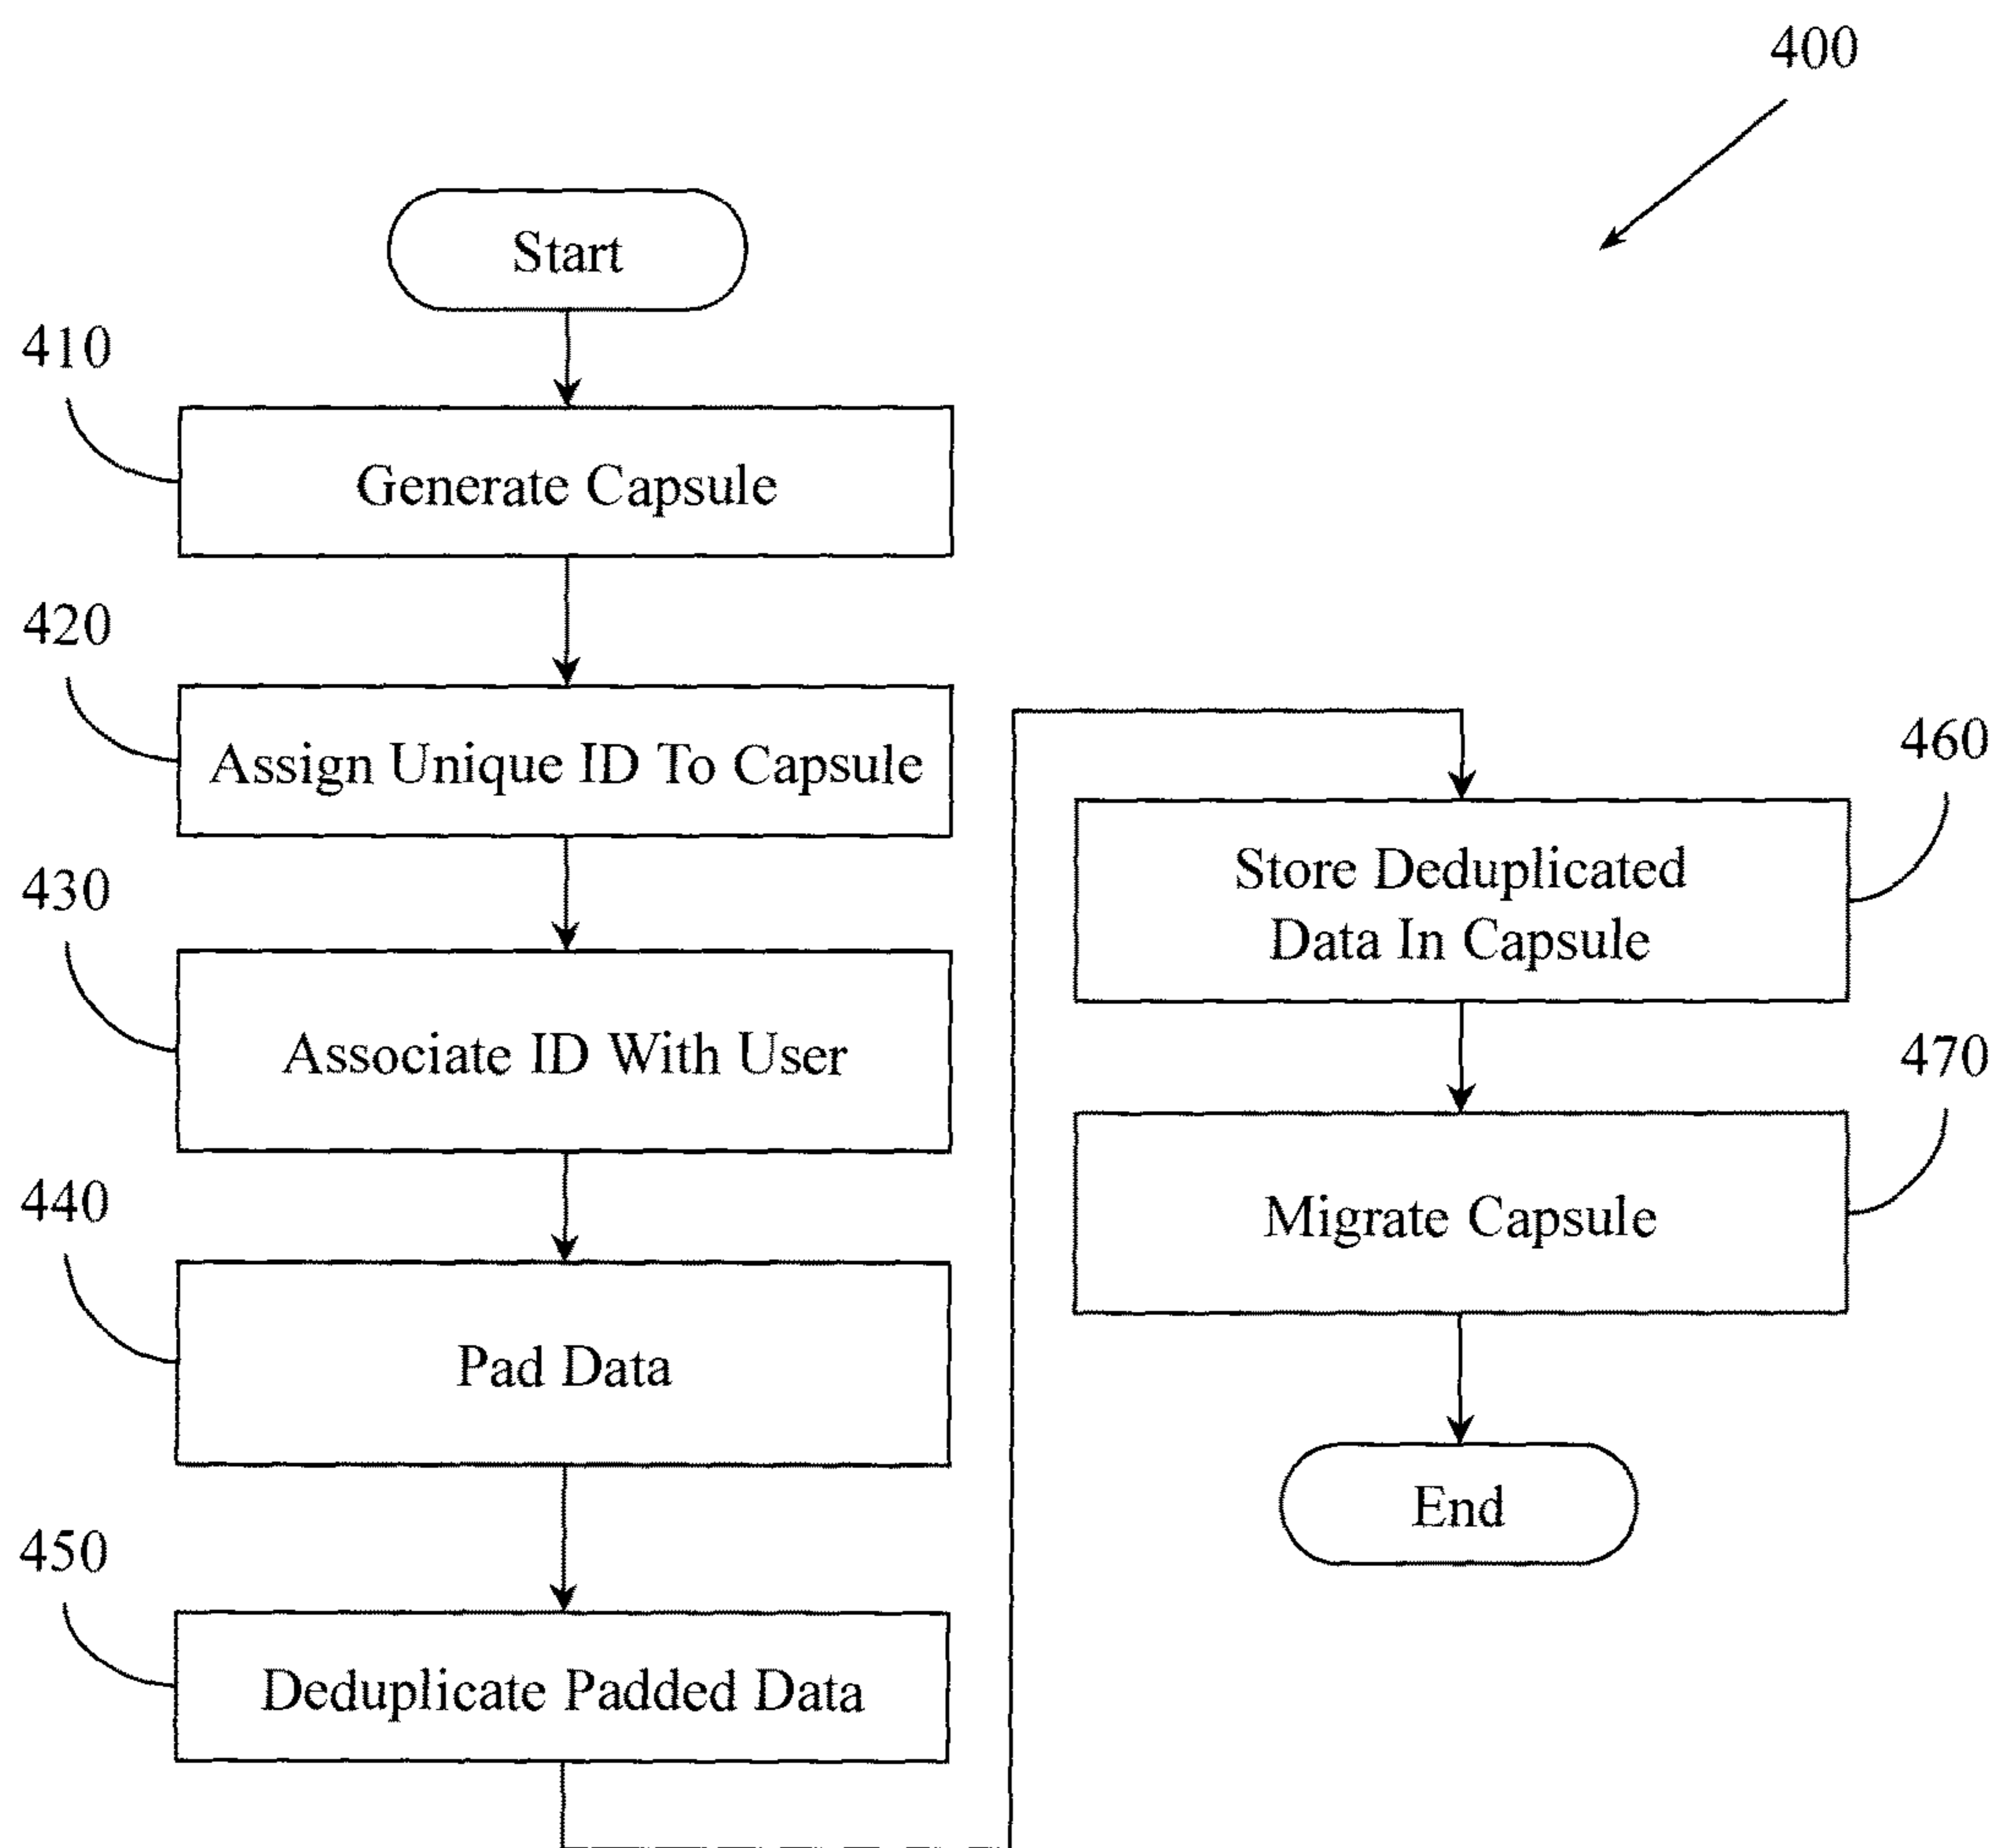 400
Start
410
Generate Capsule
420
Assign Unique ID To Capsule
430
Associate ID With User
440
Pad Data
450
Deduplicate Padded Data
460
Store Deduplicated
Data In Capsule
470
Migrate Capsule
End